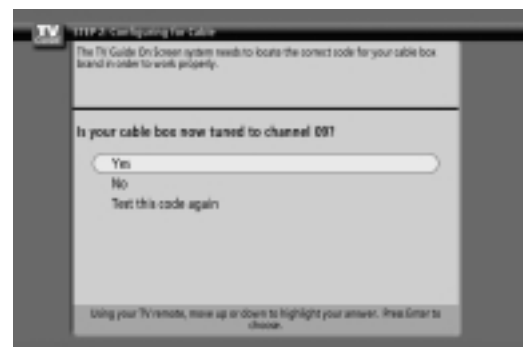 TV
GUIDE
STEP 2: Configuring for Cable
The TV Guide On Screen system needs to locate the correct code for your cable box
brand in order to work properly.
Is your cable box now tuned to channel 09?
Yes
No
Test this code again
Using your TV remote, move up or down to highlight your answer. Press Enter to
choose.